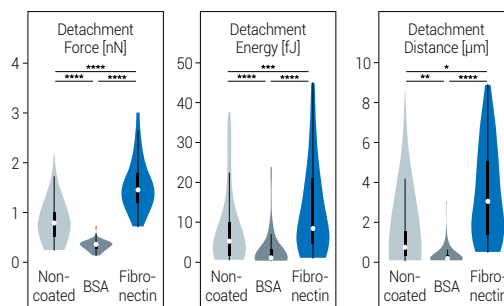 Detachment
Force [nN]
****
**** ****
4
3
2
1
0
Non-
coated
BSA
Fibro-
nectin
Detachment
Energy [fJ]
***
**** ****
50
40
30
20
10
0
Non-
coated
BSA
Fibro-
nectin
Detachment
Distance [µm]
*
** ****
10
8
6
4
2
0
Non-
coated
BSA
Fibro-
nectin